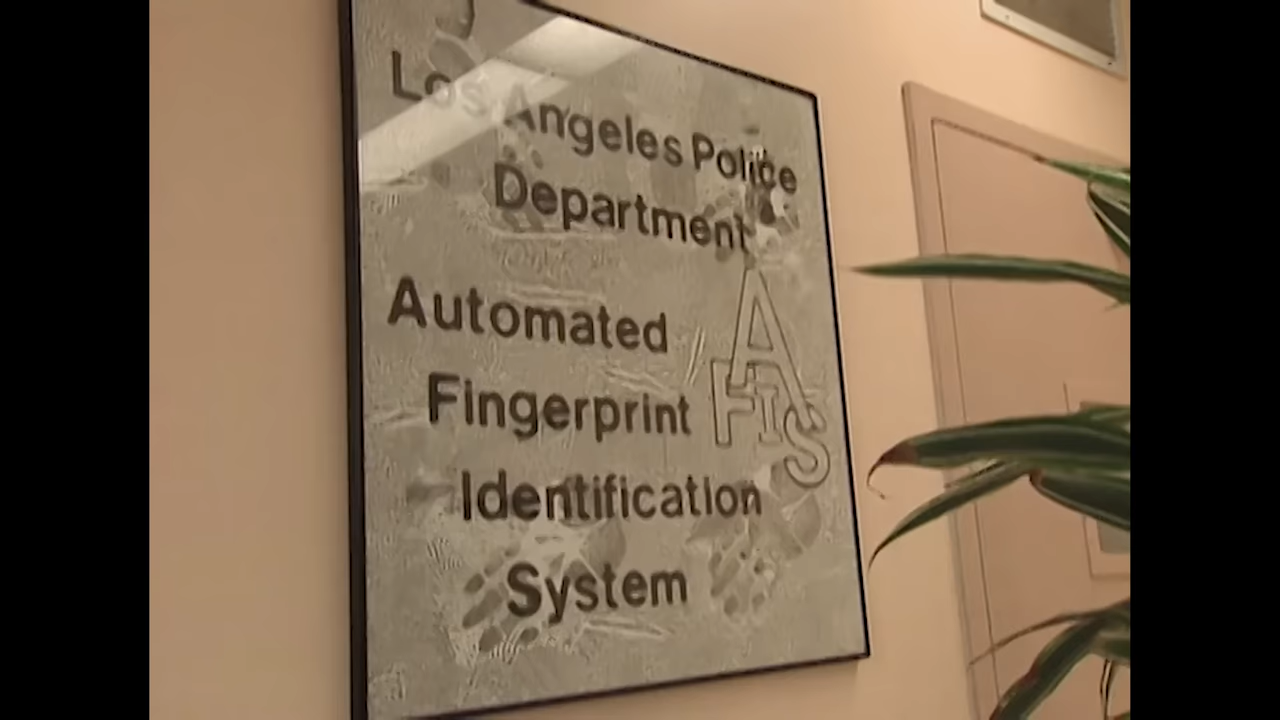 Los Angeles Police
Department
Automated
Fingerprint
Identification
System
AFIS